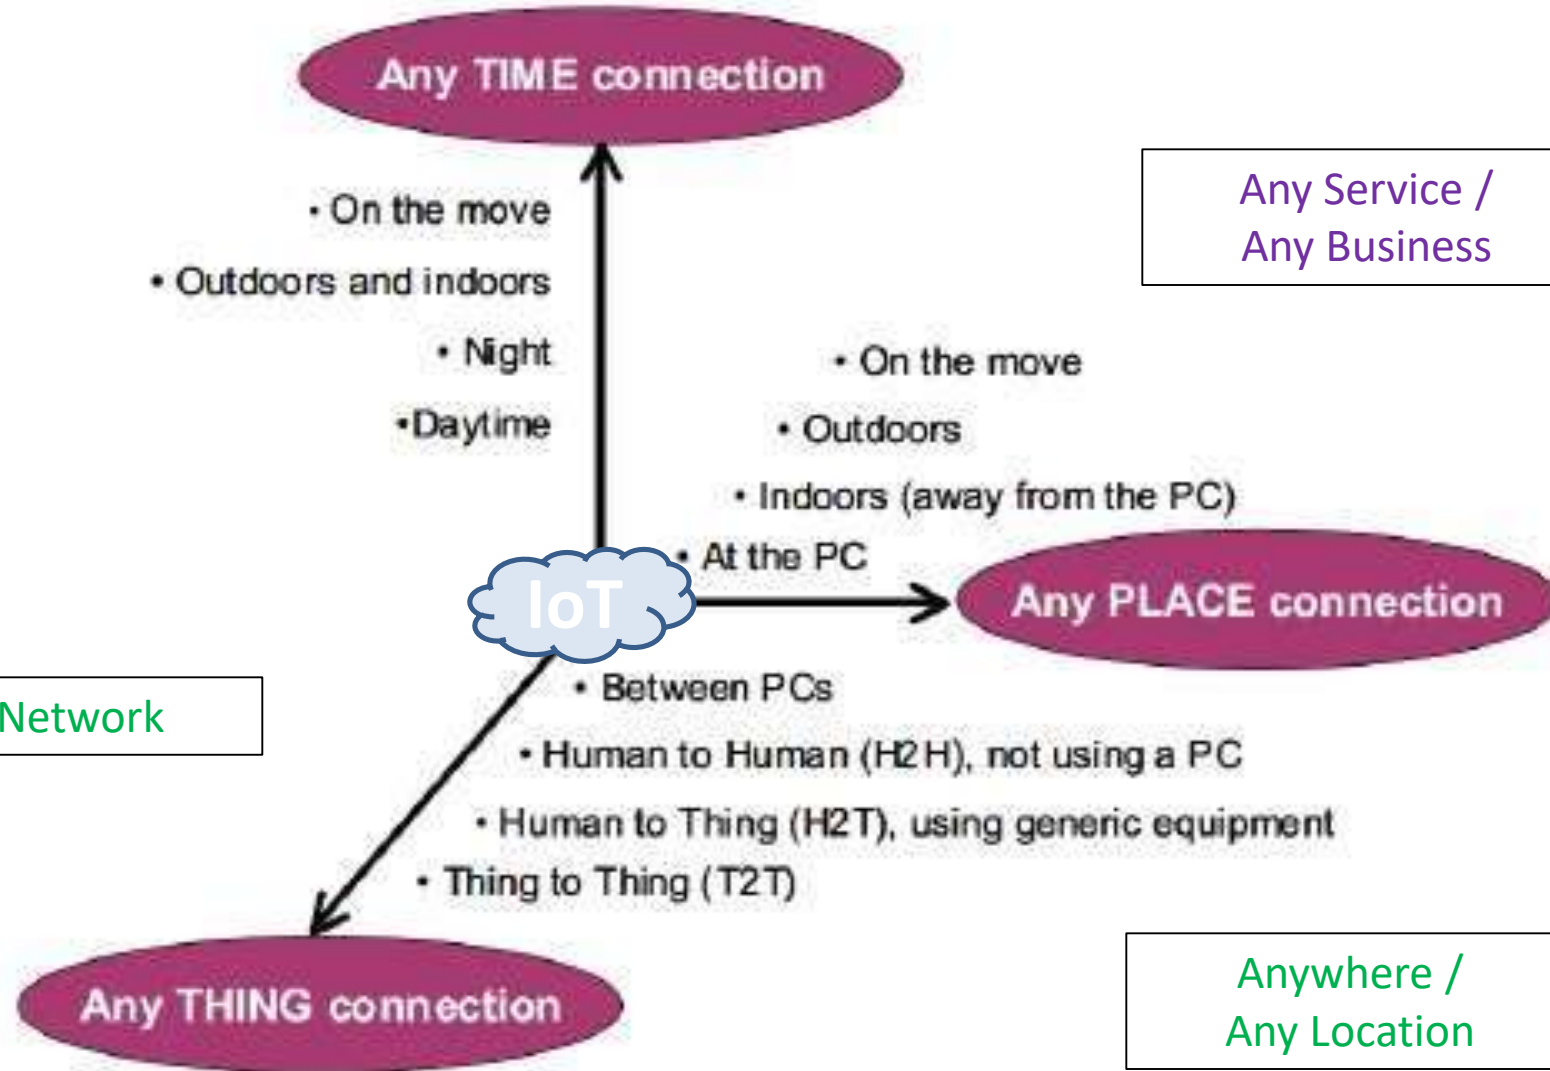 Any TIME connection
• On the move
• Outdoors and indoors
• Night
•Daytime
Any Service /
Any Business
• On the move
• Outdoors
• Indoors (away from the PC)
• At the PC
IoT
Any PLACE connection
Network
• Between PCs
• Human to Human (H2H), not using a PC
• Human to Thing (H2T), using generic equipment
• Thing to Thing (T2T)
Any THING connection
Anywhere /
Any Location